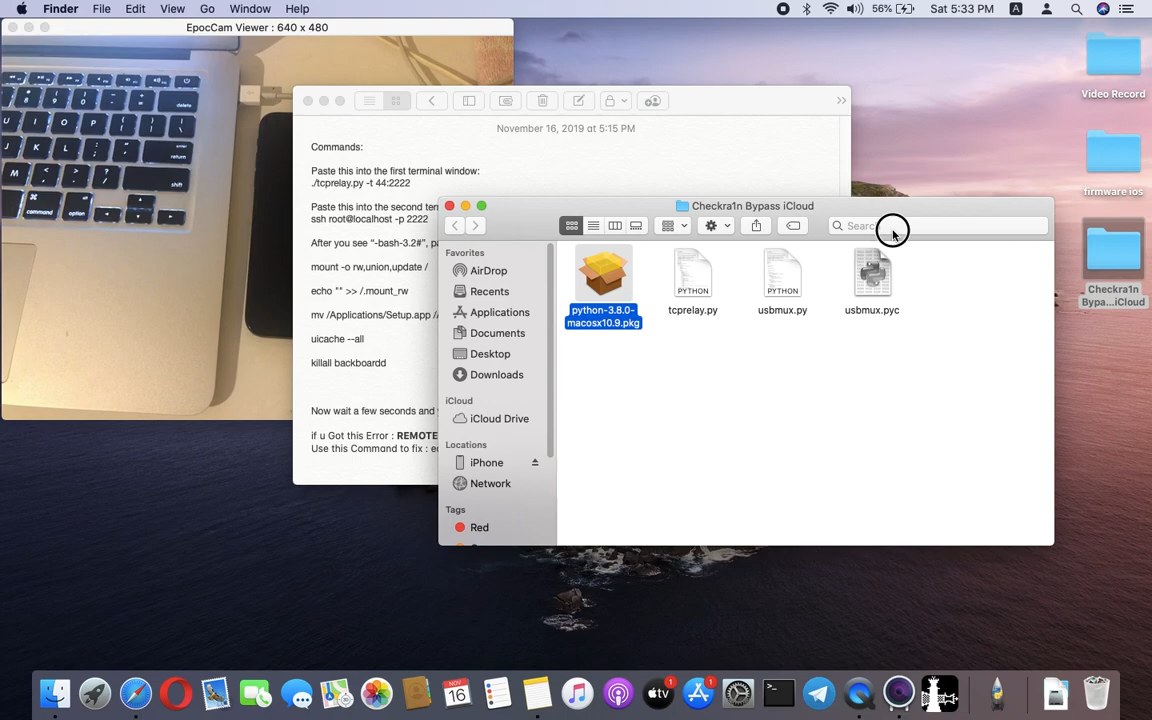 Finder File Edit View Go Window Help
56% Sat 5:33 PM A
EpocCam Viewer : 640 x 480
November 16, 2019 at 5:15 PM
Commands:
Paste this into the first terminal window:
./tcprelay.py -t 44:2222
Paste this into the second
ssh root@localhost -p 2222
After you see "-bash-3.2#",
mount -o rw,union,update /
echo "" >> /.mount_rw
mv /Applications/Setup.app
uicache --all
killall backboardd
Now wait a few seconds and
if u Got this Error : REMOTE
Use this Command to fix :
Checkra1n Bypass iCloud
Search
Favorites
AirDrop
Recents
Applications
Documents
Desktop
Downloads
iCloud
iCloud Drive
Locations
iPhone
Network
Tags
Red
python-3.8.0-
macosx10.9.pkg
PYTHON
tcprelay.py
PYTHON
usbmux.py
usbmux.pyc
Video Record
firmware ios
Checkra1n
Bypa...iCloud
NOV
16
tv
1
1